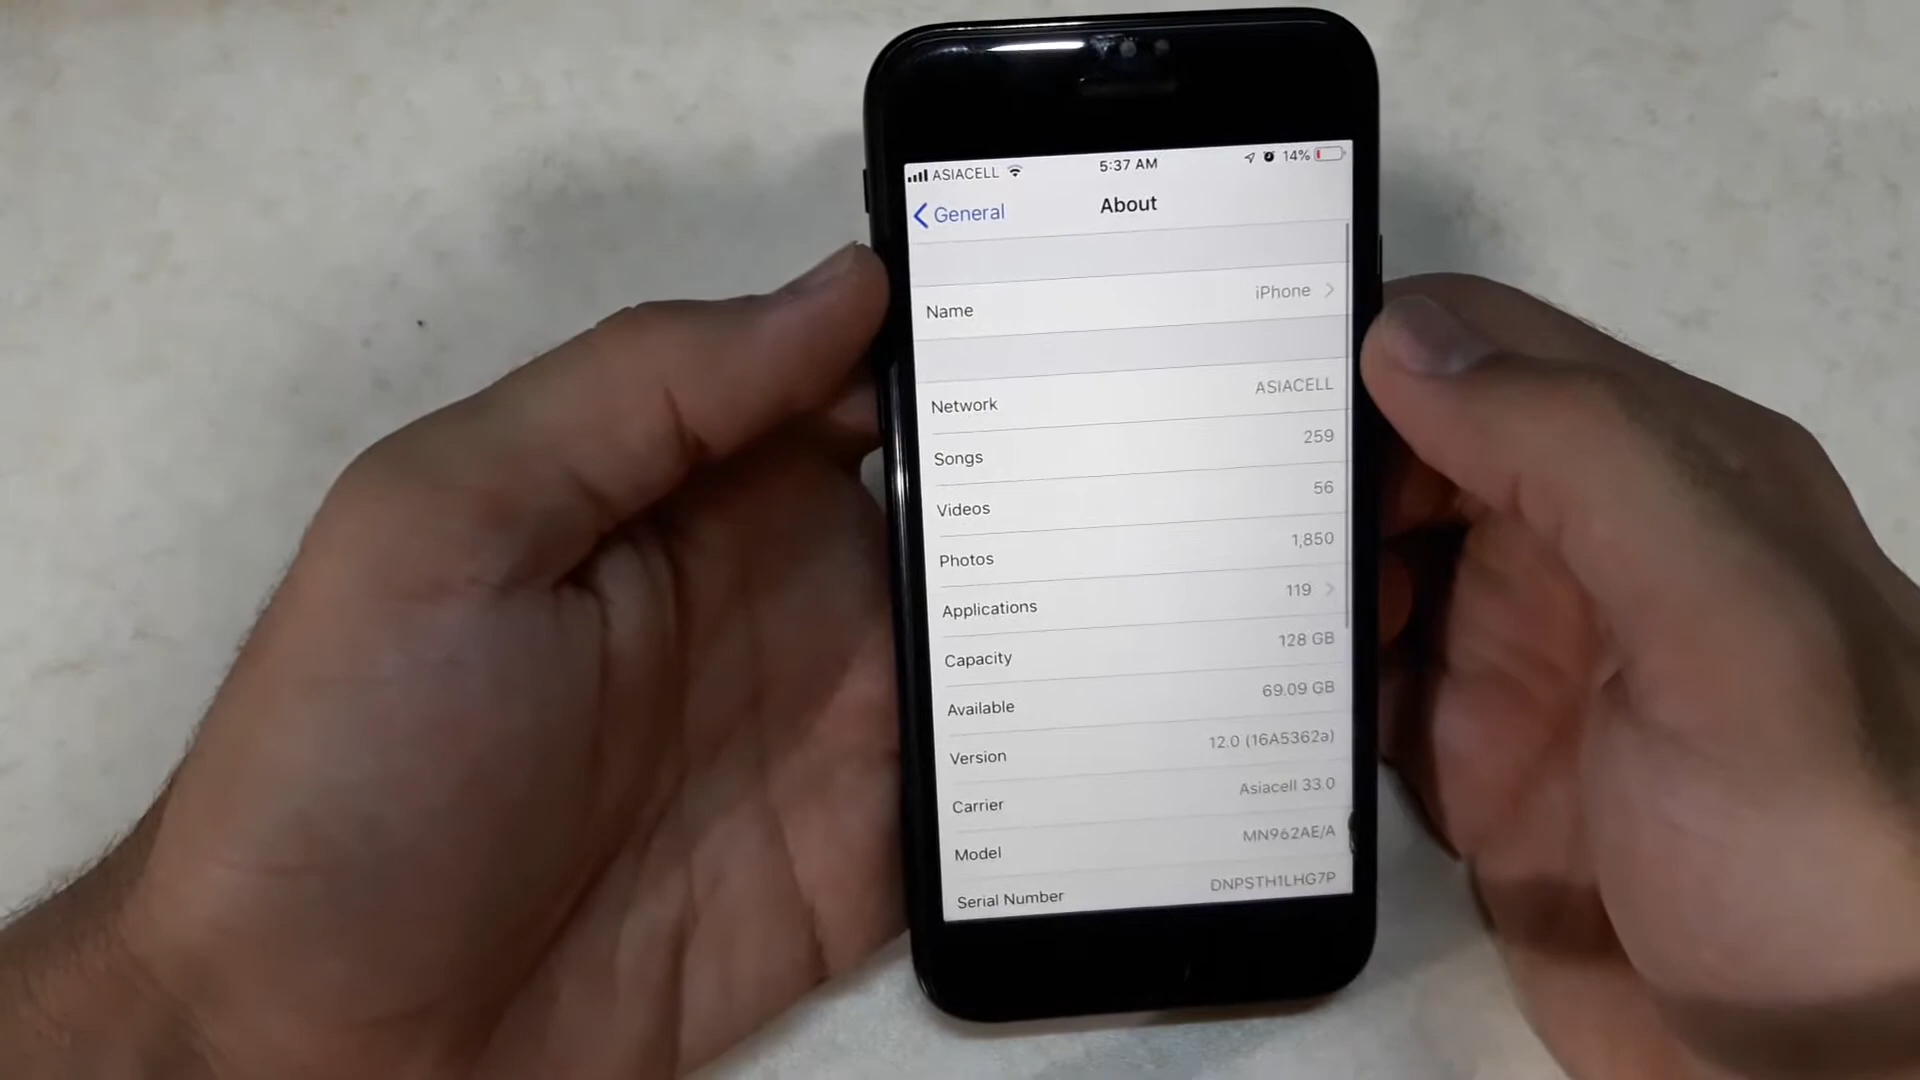 ASIACELL 5:37 AM 14%
General About
Name iPhone
Network ASIACELL
Songs 259
Videos 56
Photos 1,850
Applications 119
Capacity 128 GB
Available 69.09 GB
Version 12.0 (16A5362a)
Carrier Asiacell 33.0
Model MN962AE/A
Serial Number DNPSTH1LHG7P